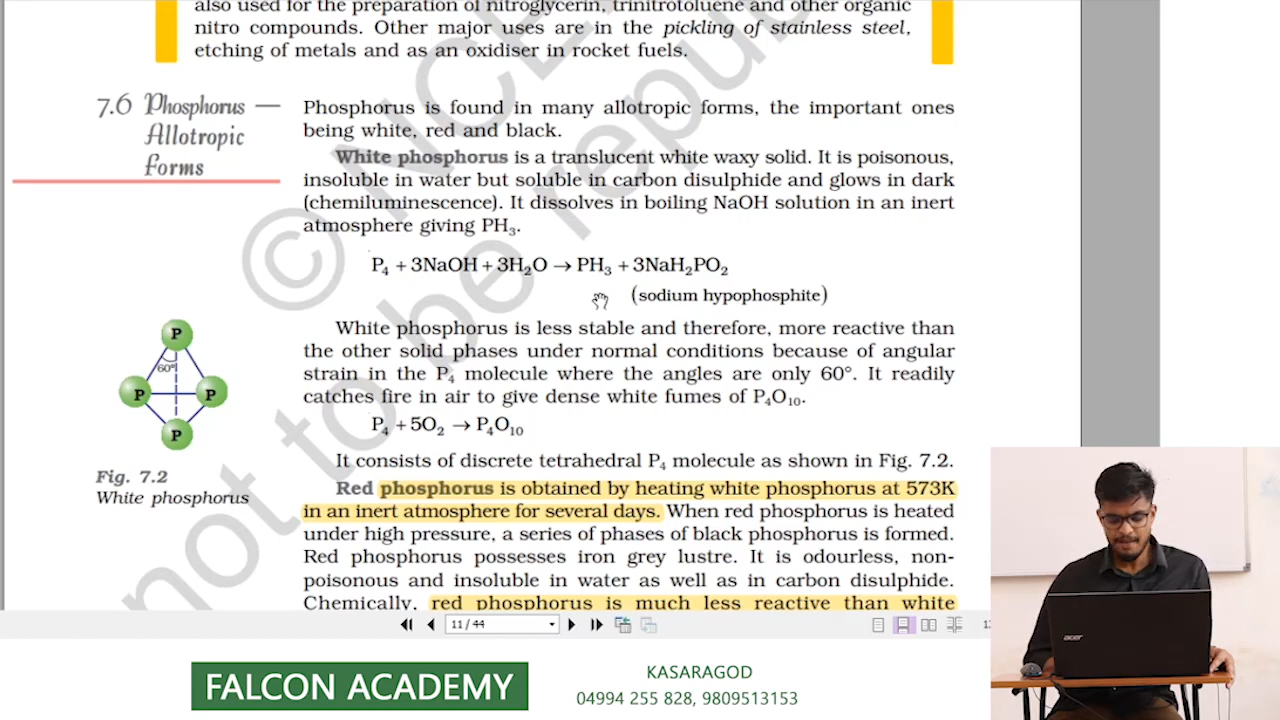 also used for the preparation of nitroglycerin, trinitrotoluene and other organic
nitro compounds. Other major uses are in the pickling of stainless steel,
etching of metals and as an oxidiser in rocket fuels.
7.6 Phosphorus —
Allotropic
Forms
Phosphorus is found in many allotropic forms, the important ones
being white, red and black.
White phosphorus is a translucent white waxy solid. It is poisonous,
insoluble in water but soluble in carbon disulphide and glows in dark
(chemiluminescence). It dissolves in boiling NaOH solution in an inert
atmosphere giving PH₃.
P₄ + 3NaOH + 3H₂O → PH₃ + 3NaH₂PO₂
(sodium hypophosphite)
White phosphorus is less stable and therefore, more reactive than
the other solid phases under normal conditions because of angular
strain in the P₄ molecule where the angles are only 60°. It readily
catches fire in air to give dense white fumes of P₄O₁₀.
P₄ + 5O₂ → P₄O₁₀
It consists of discrete tetrahedral P₄ molecule as shown in Fig. 7.2.
P
60°
P P
P
Fig. 7.2
White phosphorus
Red phosphorus is obtained by heating white phosphorus at 573K
in an inert atmosphere for several days. When red phosphorus is heated
under high pressure, a series of phases of black phosphorus is formed.
Red phosphorus possesses iron grey lustre. It is odourless, non-
poisonous and insoluble in water as well as in carbon disulphide.
Chemically, red phosphorus is much less reactive than white
© NCE
not to be republ
11 / 44
acer
FALCON ACADEMY
KASARAGOD
04994 255 828, 9809513153